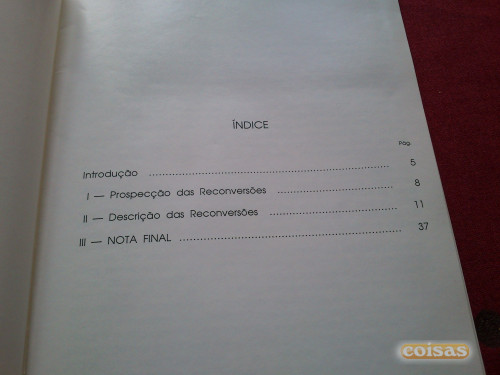 ÍNDICE
Pág.
Introdução .......... 5
I — Prospecção das Reconversões .......... 8
II — Descrição das Reconversões .......... 11
III — NOTA FINAL .......... 37
coisas